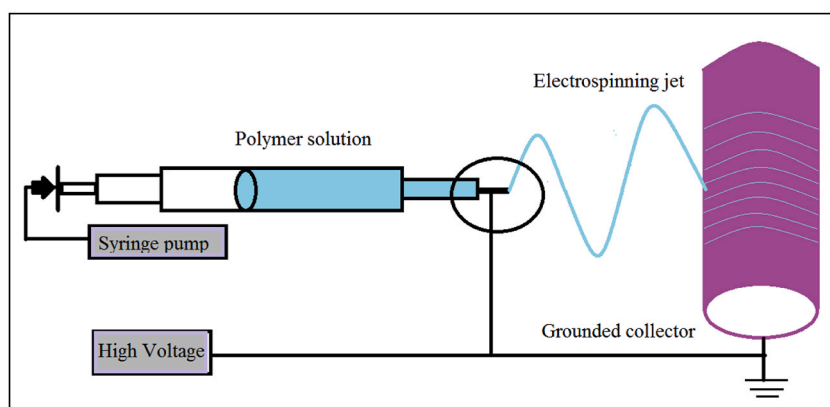 Electrospinning jet
Polymer solution
Syringe pump
Grounded collector
High Voltage